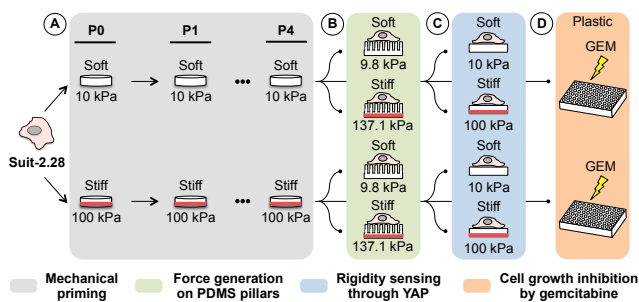 A
P0
P1
P4
Soft
10 kPa
Soft
10 kPa
•••
Soft
10 kPa
Suit-2.28
Stiff
100 kPa
Stiff
100 kPa
•••
Stiff
100 kPa
B
Soft
9.8 kPa
Stiff
137.1 kPa
Soft
9.8 kPa
Stiff
137.1 kPa
C
Soft
10 kPa
Stiff
100 kPa
Soft
10 kPa
Stiff
100 kPa
D
Plastic
GEM
GEM
Mechanical
priming
Force generation
on PDMS pillars
Rigidity sensing
through YAP
Cell growth inhibition
by gemcitabine